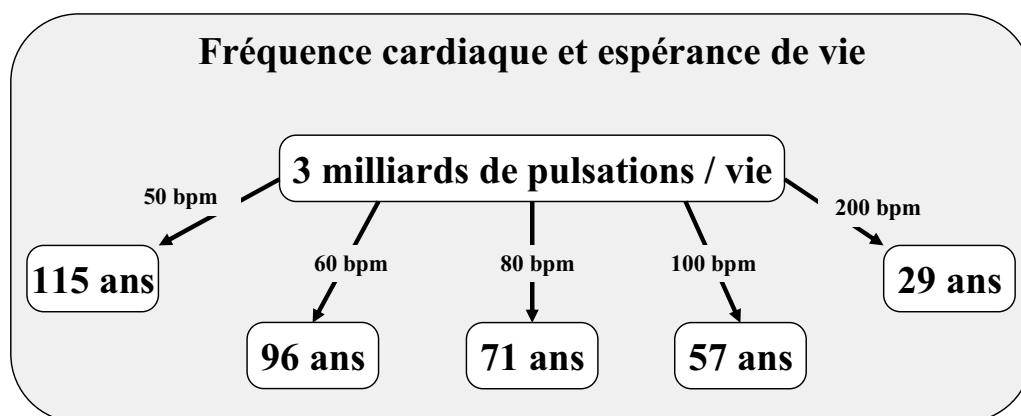 Fréquence cardiaque et espérance de vie
3 milliards de pulsations / vie
50 bpm
200 bpm
60 bpm
80 bpm
100 bpm
115 ans
29 ans
96 ans
71 ans
57 ans